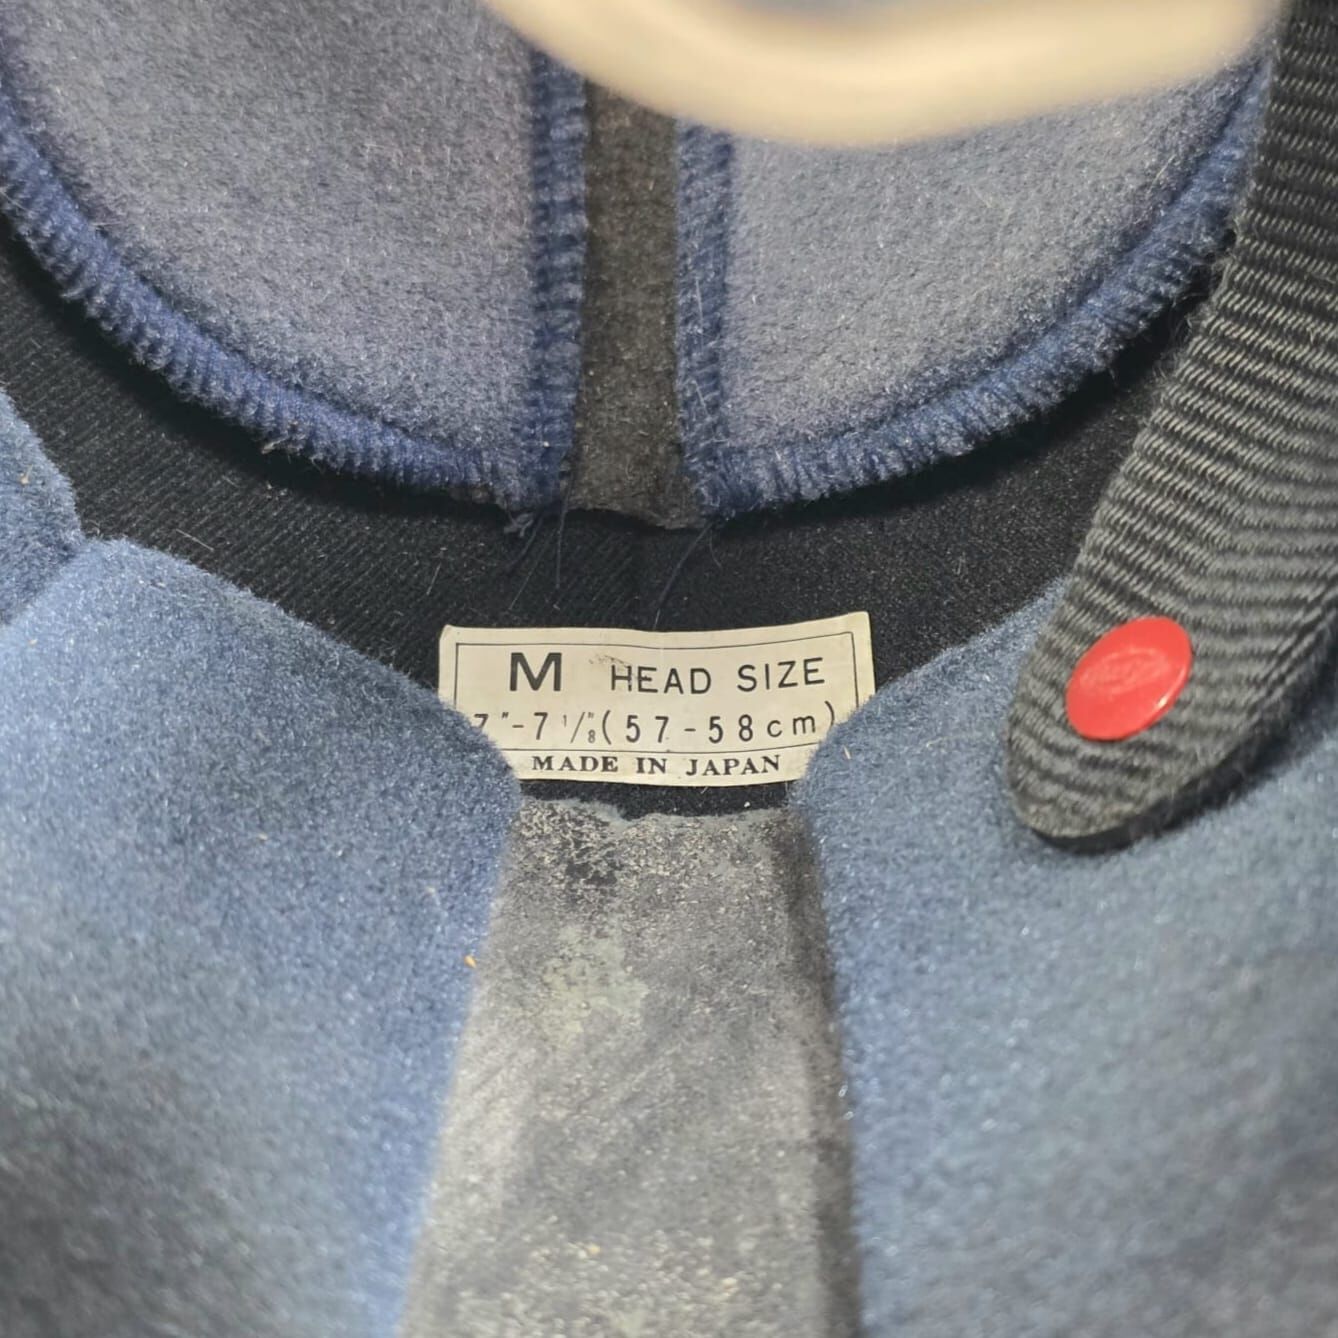 M HEAD SIZE
7"-7 1/8"(57-58cm)
MADE IN JAPAN